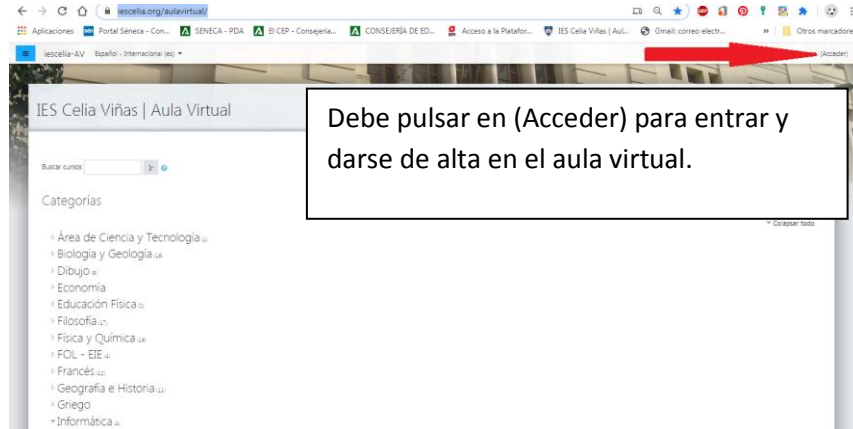 iescelia.org/aulavirtual/
Aplicaciones Portal Séneca - Con... SENECA - PDA El CEP - Consejería... CONSEJERÍA DE ED... Acceso a la Platafor... IES Celia Viñas | Aul... Gmail: correo electr... » Otros marcadores
iescelia-AV Español - Internacional (es) (Acceder)
IES Celia Viñas | Aula Virtual
Debe pulsar en (Acceder) para entrar y
darse de alta en el aula virtual.
Buscar cursos Ir
Categorías
Colapsar todo
Área de Ciencia y Tecnología
Biología y Geología
Dibujo
Economía
Educación Física
Filosofía
Física y Química
FOL - EIE
Francés
Geografía e Historia
Griego
Informática